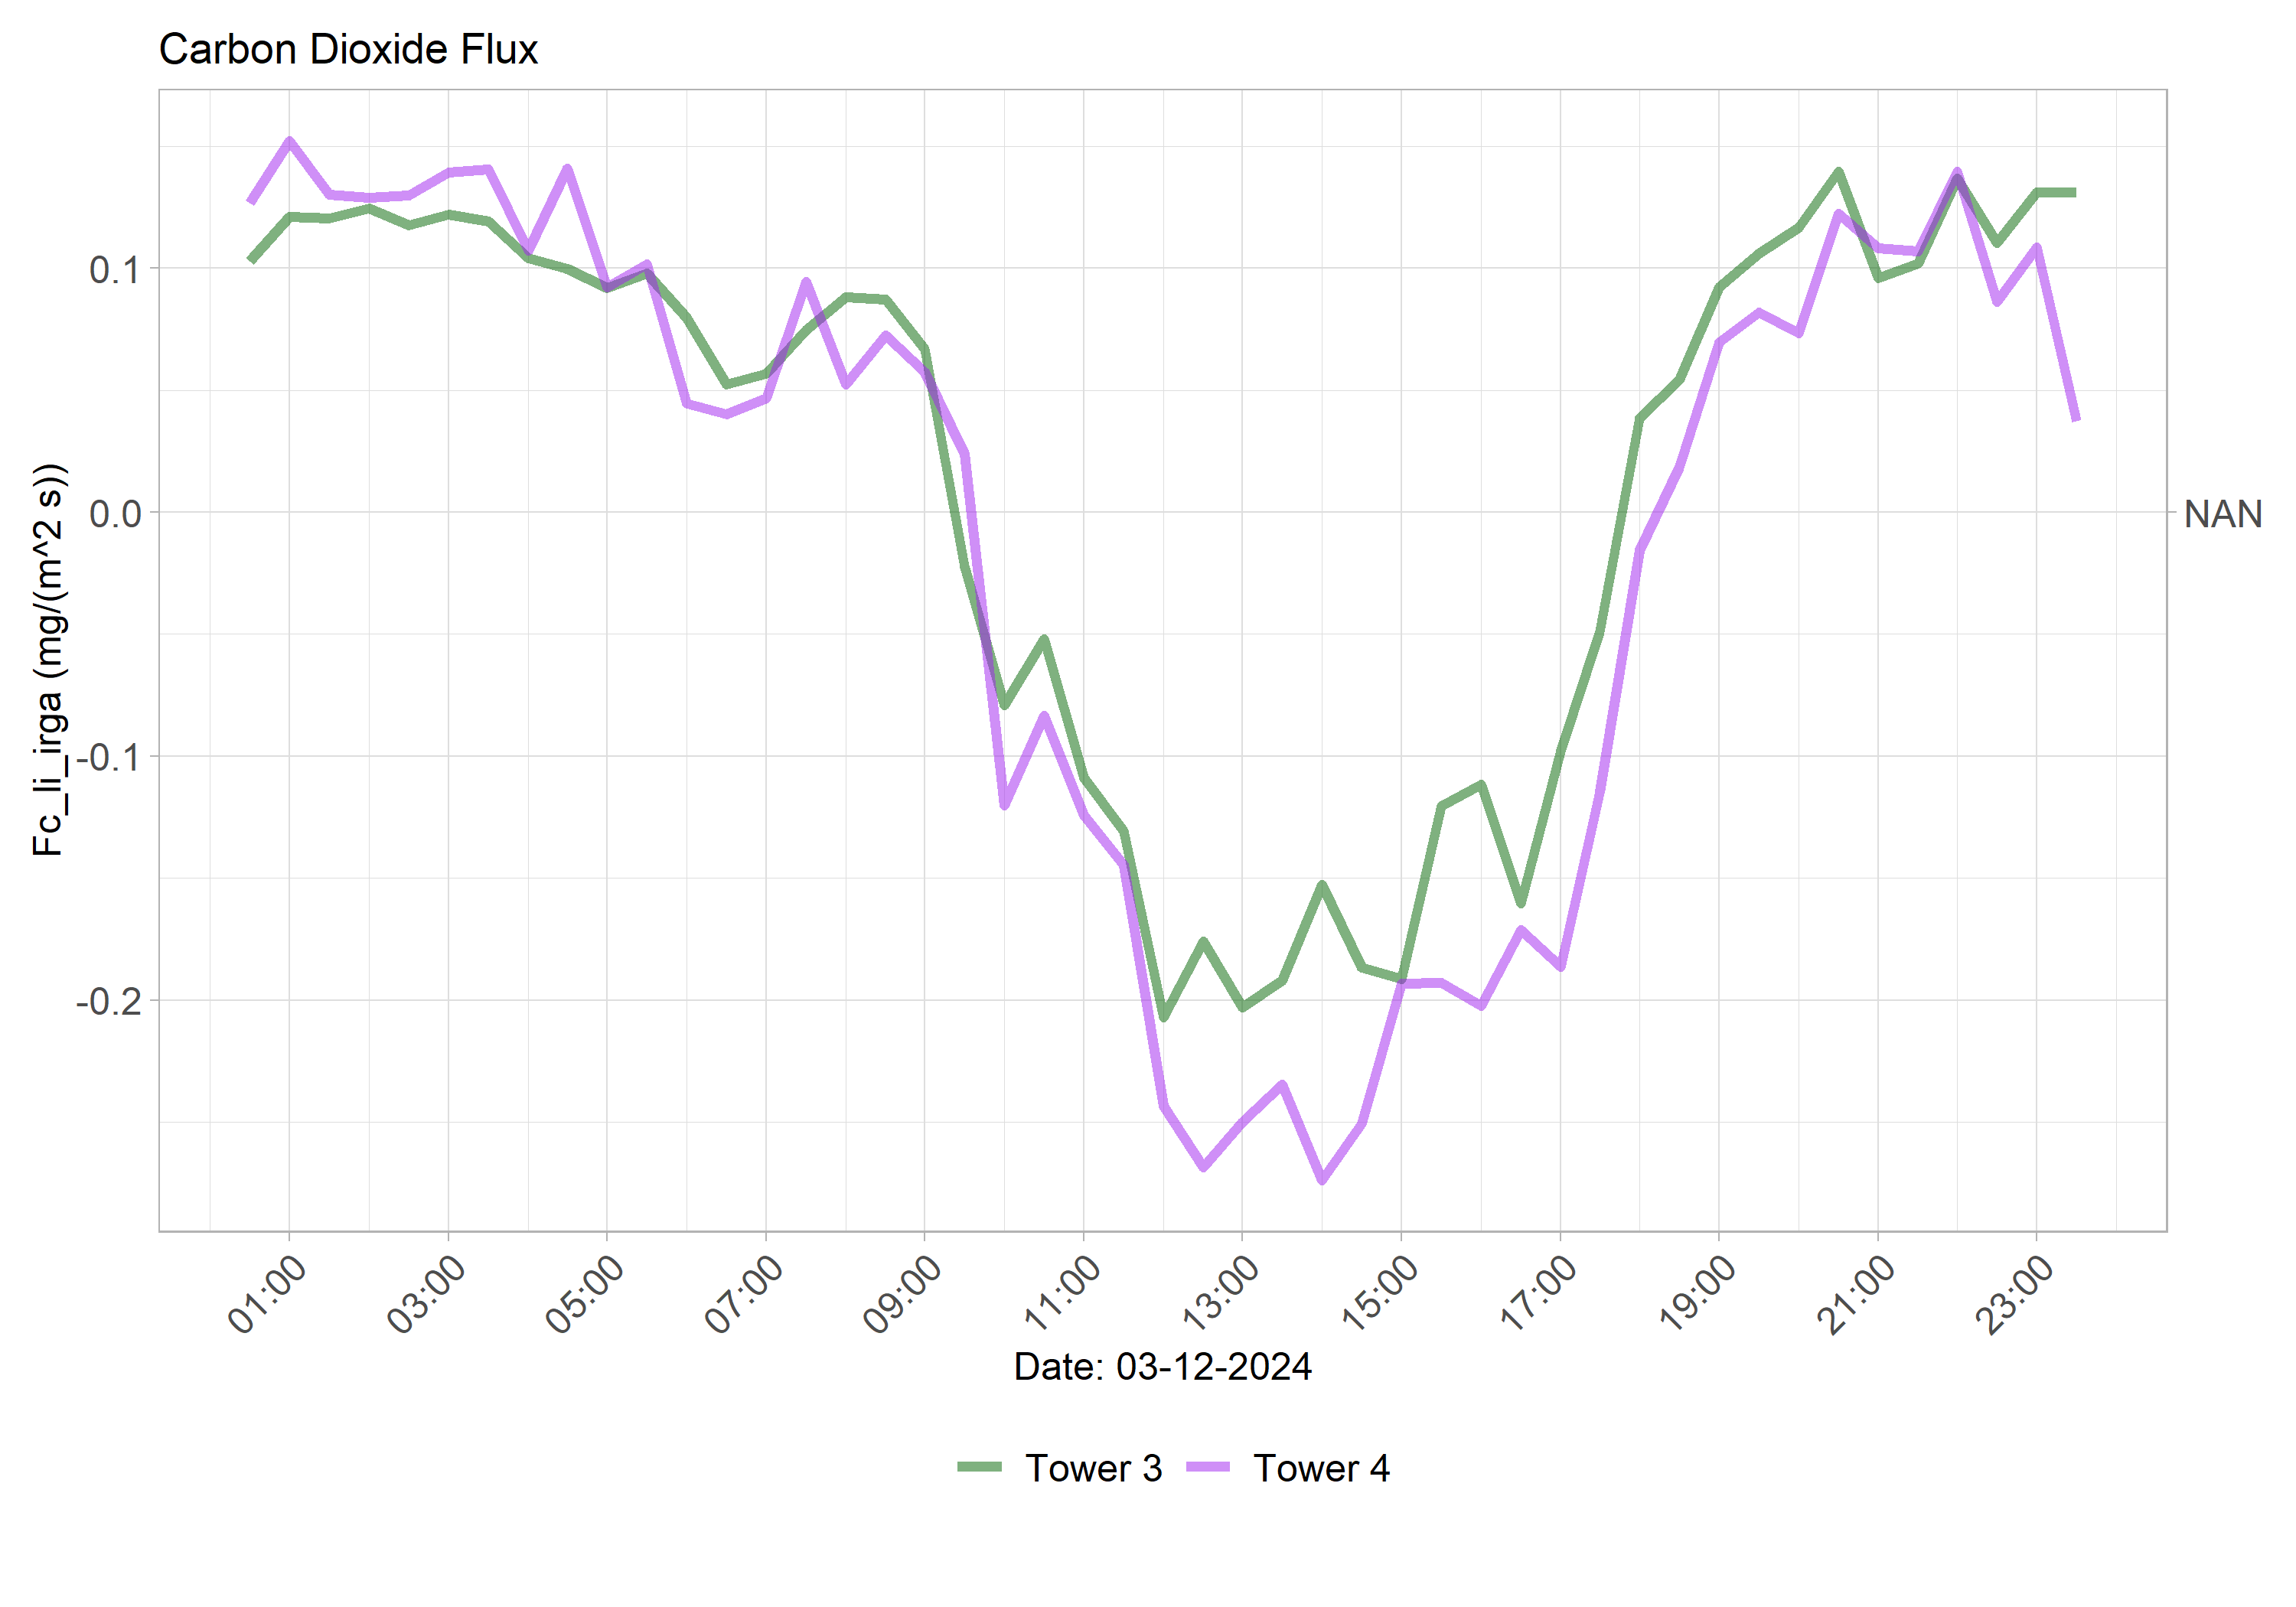 Carbon Dioxide Flux
Fc_li_irga (mg/(m^2 s))
0.1
0.0
-0.1
-0.2
NAN
01:00 03:00 05:00 07:00 09:00 11:00 13:00 15:00 17:00 19:00 21:00 23:00
Date: 03-12-2024
Tower 3 Tower 4